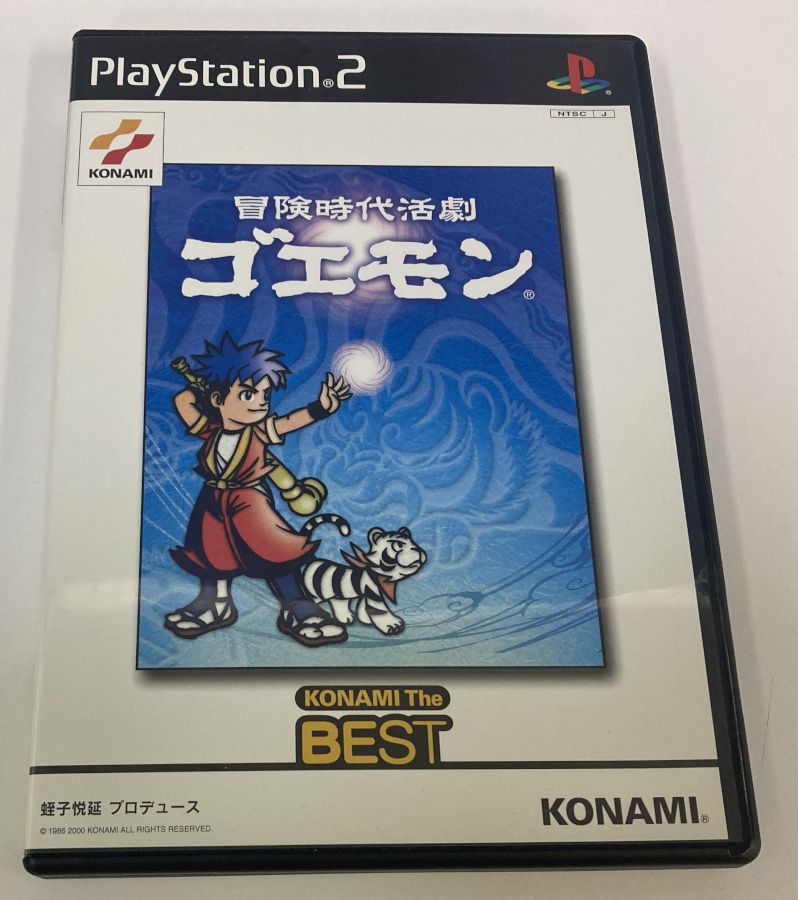 PlayStation®2
NTSC J
KONAMI
冒険時代活劇
ゴエモン®
KONAMI The
BEST
蛭子悦延 プロデュース
© 1986 2000 KONAMI ALL RIGHTS RESERVED.
KONAMI®